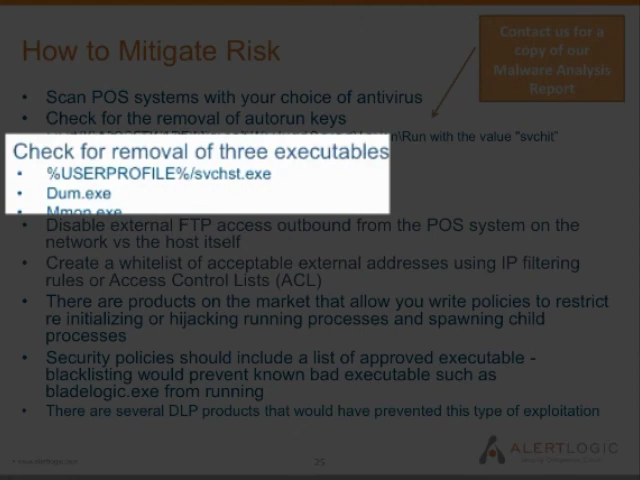 How to Mitigate Risk
Contact us for a
copy of our
Malware Analysis
Report
• Scan POS systems with your choice of antivirus
• Check for the removal of autorun keys
\Run with the value "svchit"
Check for removal of three executables
• %USERPROFILE%/svchst.exe
• Dum.exe
• Mmon.exe
• Disable external FTP access outbound from the POS system on the
network vs the host itself
• Create a whitelist of acceptable external addresses using IP filtering
rules or Access Control Lists (ACL)
• There are products on the market that allow you write policies to restrict
re initializing or hijacking running processes and spawning child
processes
• Security policies should include a list of approved executable -
blacklisting would prevent known bad executable such as
bladelogic.exe from running
• There are several DLP products that would have prevented this type of exploitation
• www.alertlogic.com
25
ALERTLOGIC